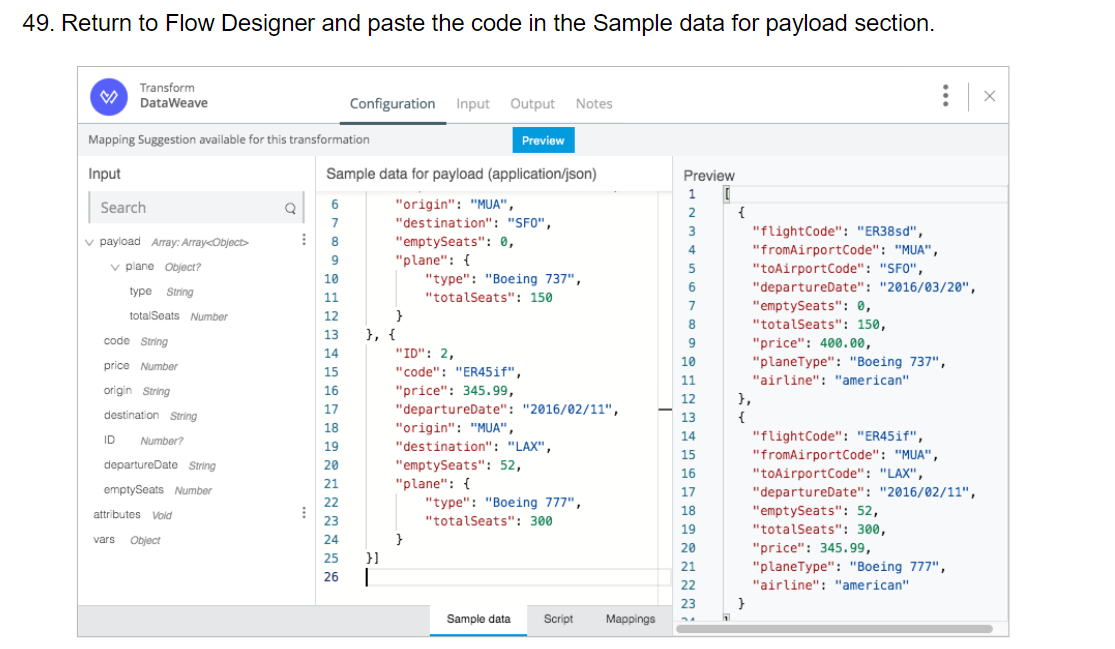 49. Return to Flow Designer and paste the code in the Sample data for payload section.
Transform
DataWeave
Configuration Input Output Notes
Mapping Suggestion available for this transformation
Preview
Input
Search
payload Array: Array<Object>
plane Object?
type String
totalSeats Number
code String
price Number
origin String
destination String
ID Number?
departureDate String
emptySeats Number
attributes Void
vars Object
Sample data for payload (application/json)
6 "origin": "MUA",
7 "destination": "SFO",
8 "emptySeats": 0,
9 "plane": {
10 "type": "Boeing 737",
11 "totalSeats": 150
12 }
13 }, {
14 "ID": 2,
15 "code": "ER45if",
16 "price": 345.99,
17 "departureDate": "2016/02/11",
18 "origin": "MUA",
19 "destination": "LAX",
20 "emptySeats": 52,
21 "plane": {
22 "type": "Boeing 777",
23 "totalSeats": 300
24 }
25 }]
26
Sample data Script Mappings
Preview
1 [
2 {
3 "flightCode": "ER38sd",
4 "fromAirportCode": "MUA",
5 "toAirportCode": "SFO",
6 "departureDate": "2016/03/20",
7 "emptySeats": 0,
8 "totalSeats": 150,
9 "price": 400.00,
10 "planeType": "Boeing 737",
11 "airline": "american"
12 },
13 {
14 "flightCode": "ER45if",
15 "fromAirportCode": "MUA",
16 "toAirportCode": "LAX",
17 "departureDate": "2016/02/11",
18 "emptySeats": 52,
19 "totalSeats": 300,
20 "price": 345.99,
21 "planeType": "Boeing 777",
22 "airline": "american"
23 }